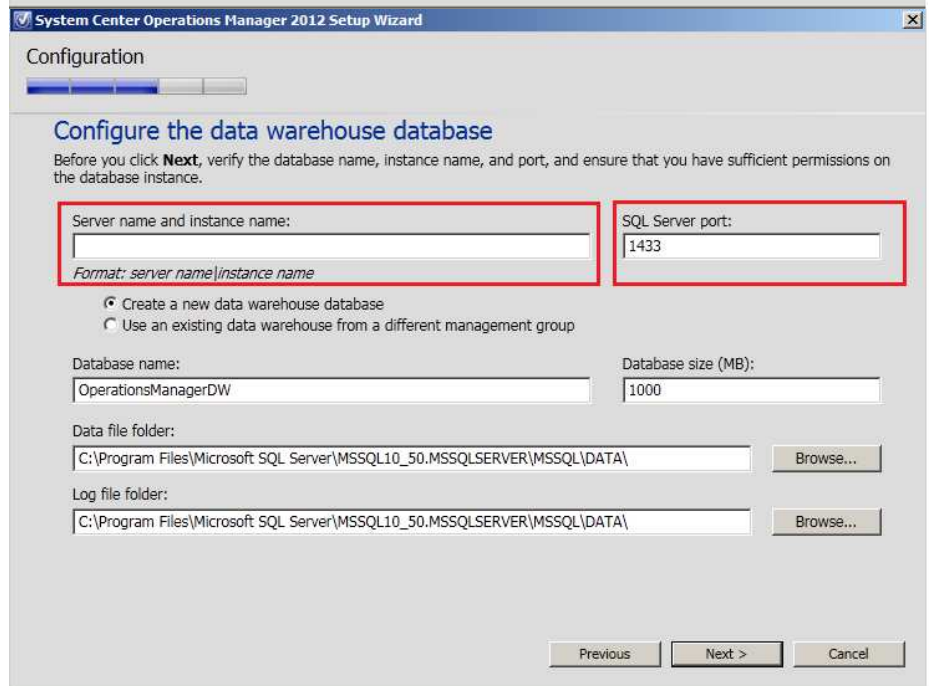 System Center Operations Manager 2012 Setup Wizard
Configuration
Configure the data warehouse database
Before you click Next, verify the database name, instance name, and port, and ensure that you have sufficient permissions on
the database instance.
Server name and instance name:
SQL Server port:
1433
Format: server name|instance name
Create a new data warehouse database
Use an existing data warehouse from a different management group
Database name:
Database size (MB):
OperationsManagerDW
1000
Data file folder:
C:\Program Files\Microsoft SQL Server\MSSQL10_50.MSSQLSERVER\MSSQL\DATA\
Browse...
Log file folder:
C:\Program Files\Microsoft SQL Server\MSSQL10_50.MSSQLSERVER\MSSQL\DATA\
Browse...
Previous
Next >
Cancel